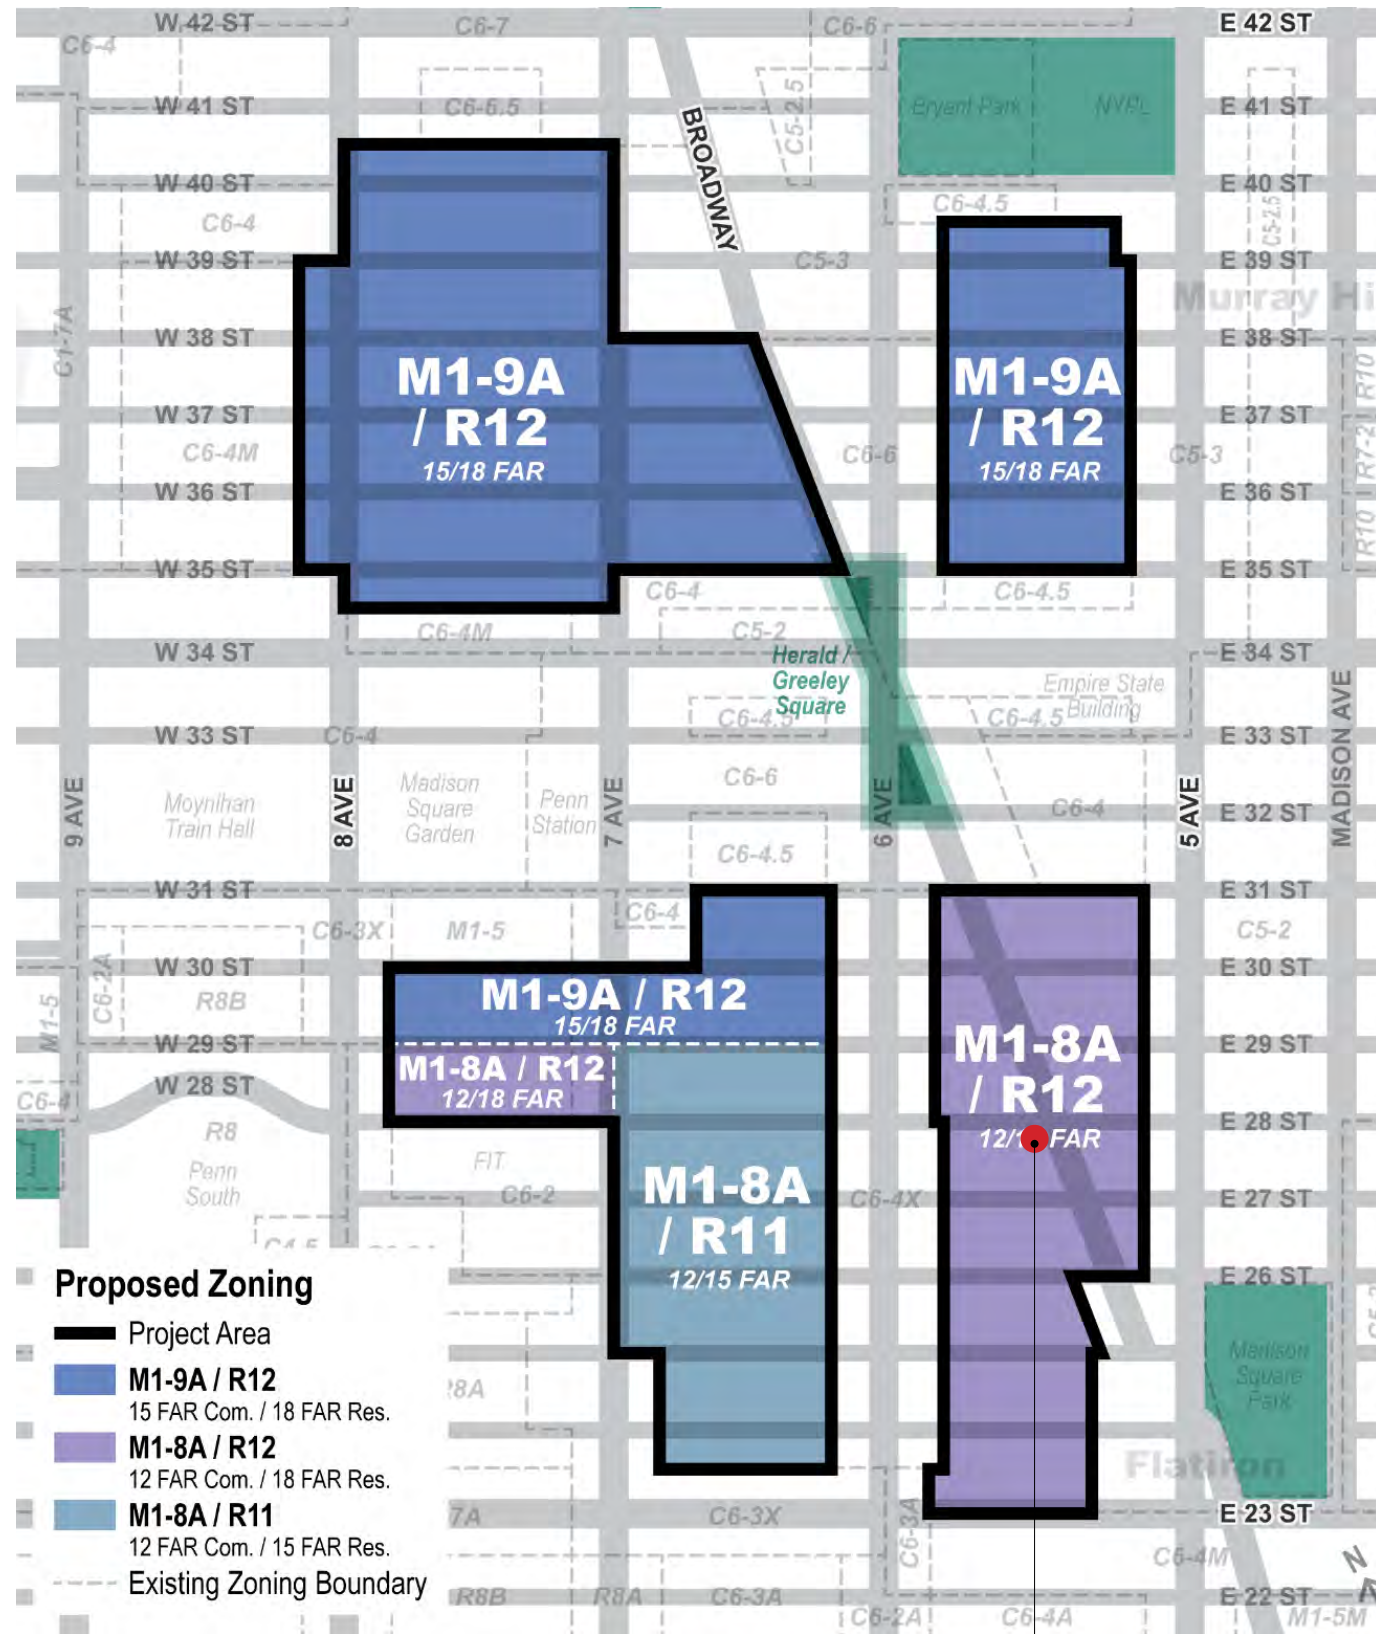 W 42 ST
C6-7
C6-6
E 42 ST
C6-4
W 41 ST
C6-6.5
BROADWAY
C5-2.5
Bryant Park
NYPL
E 41 ST
W 40 ST
E 40 ST
C6-4
C6-4.5
C5-2.5
W 39 ST
C5-3
E 39 ST
Murray Hi
C1-7A
W 38 ST
E 38 ST
M1-9A
/ R12
15/18 FAR
M1-9A
/ R12
15/18 FAR
R10
W 37 ST
E 37 ST
C6-4M
C6-6
C5-3
R7-2
W 36 ST
E 36 ST
R10
W 35 ST
E 35 ST
C6-4
C6-4.5
C6-4M
C5-2
W 34 ST
E 34 ST
Herald /
Greeley
Square
Empire State
Building
C6-4.5
C6-4.5
W 33 ST
C6-4
E 33 ST
9 AVE
Moynihan
Train Hall
8 AVE
Madison
Square
Garden
Penn
Station
7 AVE
C6-6
6 AVE
C6-4
5 AVE
E 32 ST
MADISON AVE
C6-4.5
W 31 ST
E 31 ST
C6-3X
M1-5
C6-4
C5-2
W 30 ST
E 30 ST
M1-5
C6-2A
R8B
M1-9A / R12
15/18 FAR
W 29 ST
E 29 ST
M1-8A / R12
12/18 FAR
M1-8A
/ R12
FAR
W 28 ST
C6-4
E 28 ST
R8
Penn
South
FIT
C6-2
M1-8A
/ R11
12/15 FAR
C6-4X
E 27 ST
E 26 ST
Madison
Square
Park
Flatiron
R8A
7A
C6-3X
C6-3A
E 23 ST
C6-4M
N
R8B
R8A
C6-3A
E 22 ST
C6-2A
C6-4A
M1-5M
Proposed Zoning
Project Area
M1-9A / R12
15 FAR Com. / 18 FAR Res.
M1-8A / R12
12 FAR Com. / 18 FAR Res.
M1-8A / R11
12 FAR Com. / 15 FAR Res.
Existing Zoning Boundary